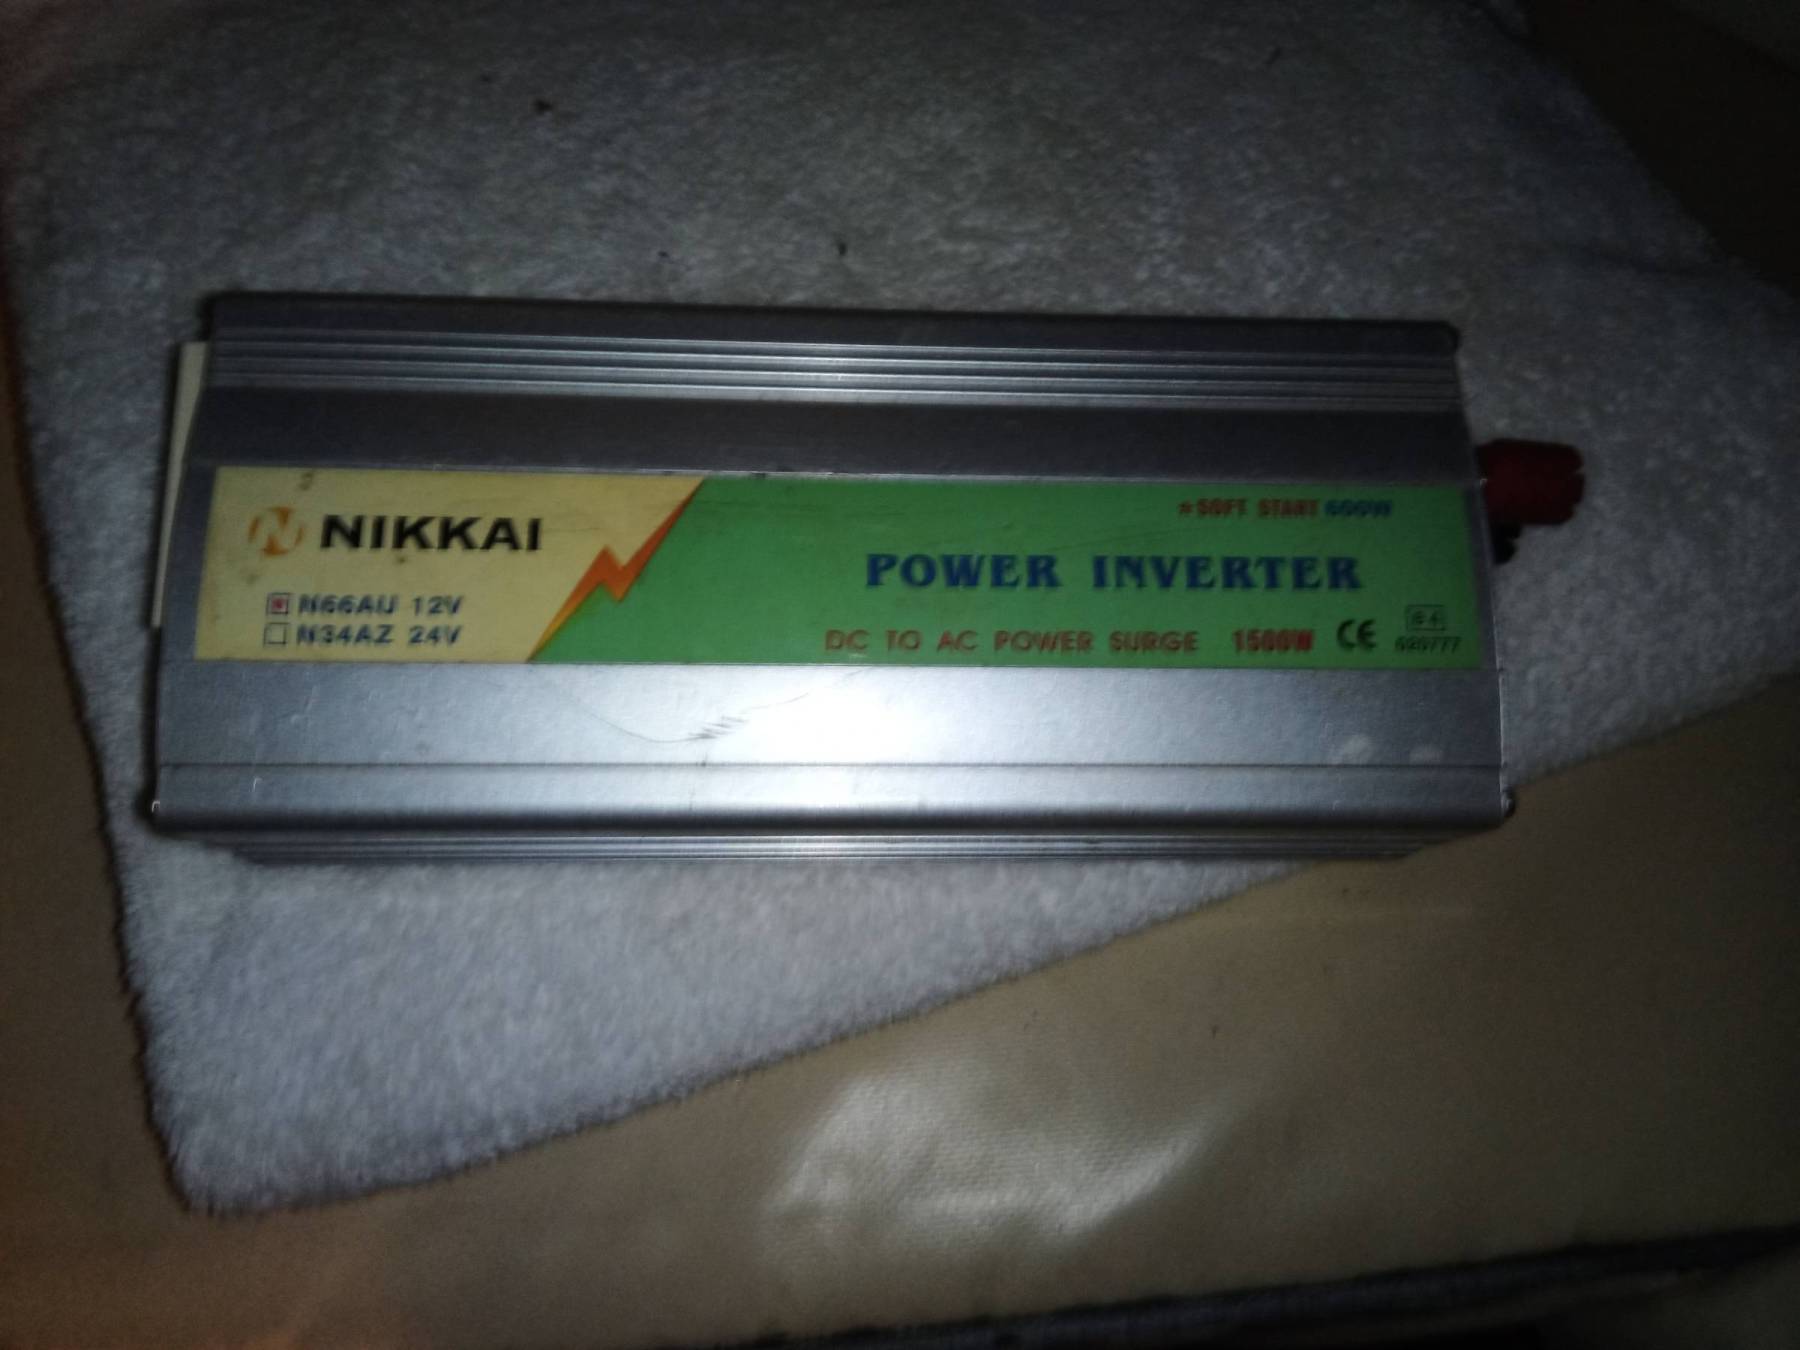 NIKKAI
N66AU 12V
N34AZ 24V
* SOFT START 600W
POWER INVERTER
DC TO AC POWER SURGE 1500W CE